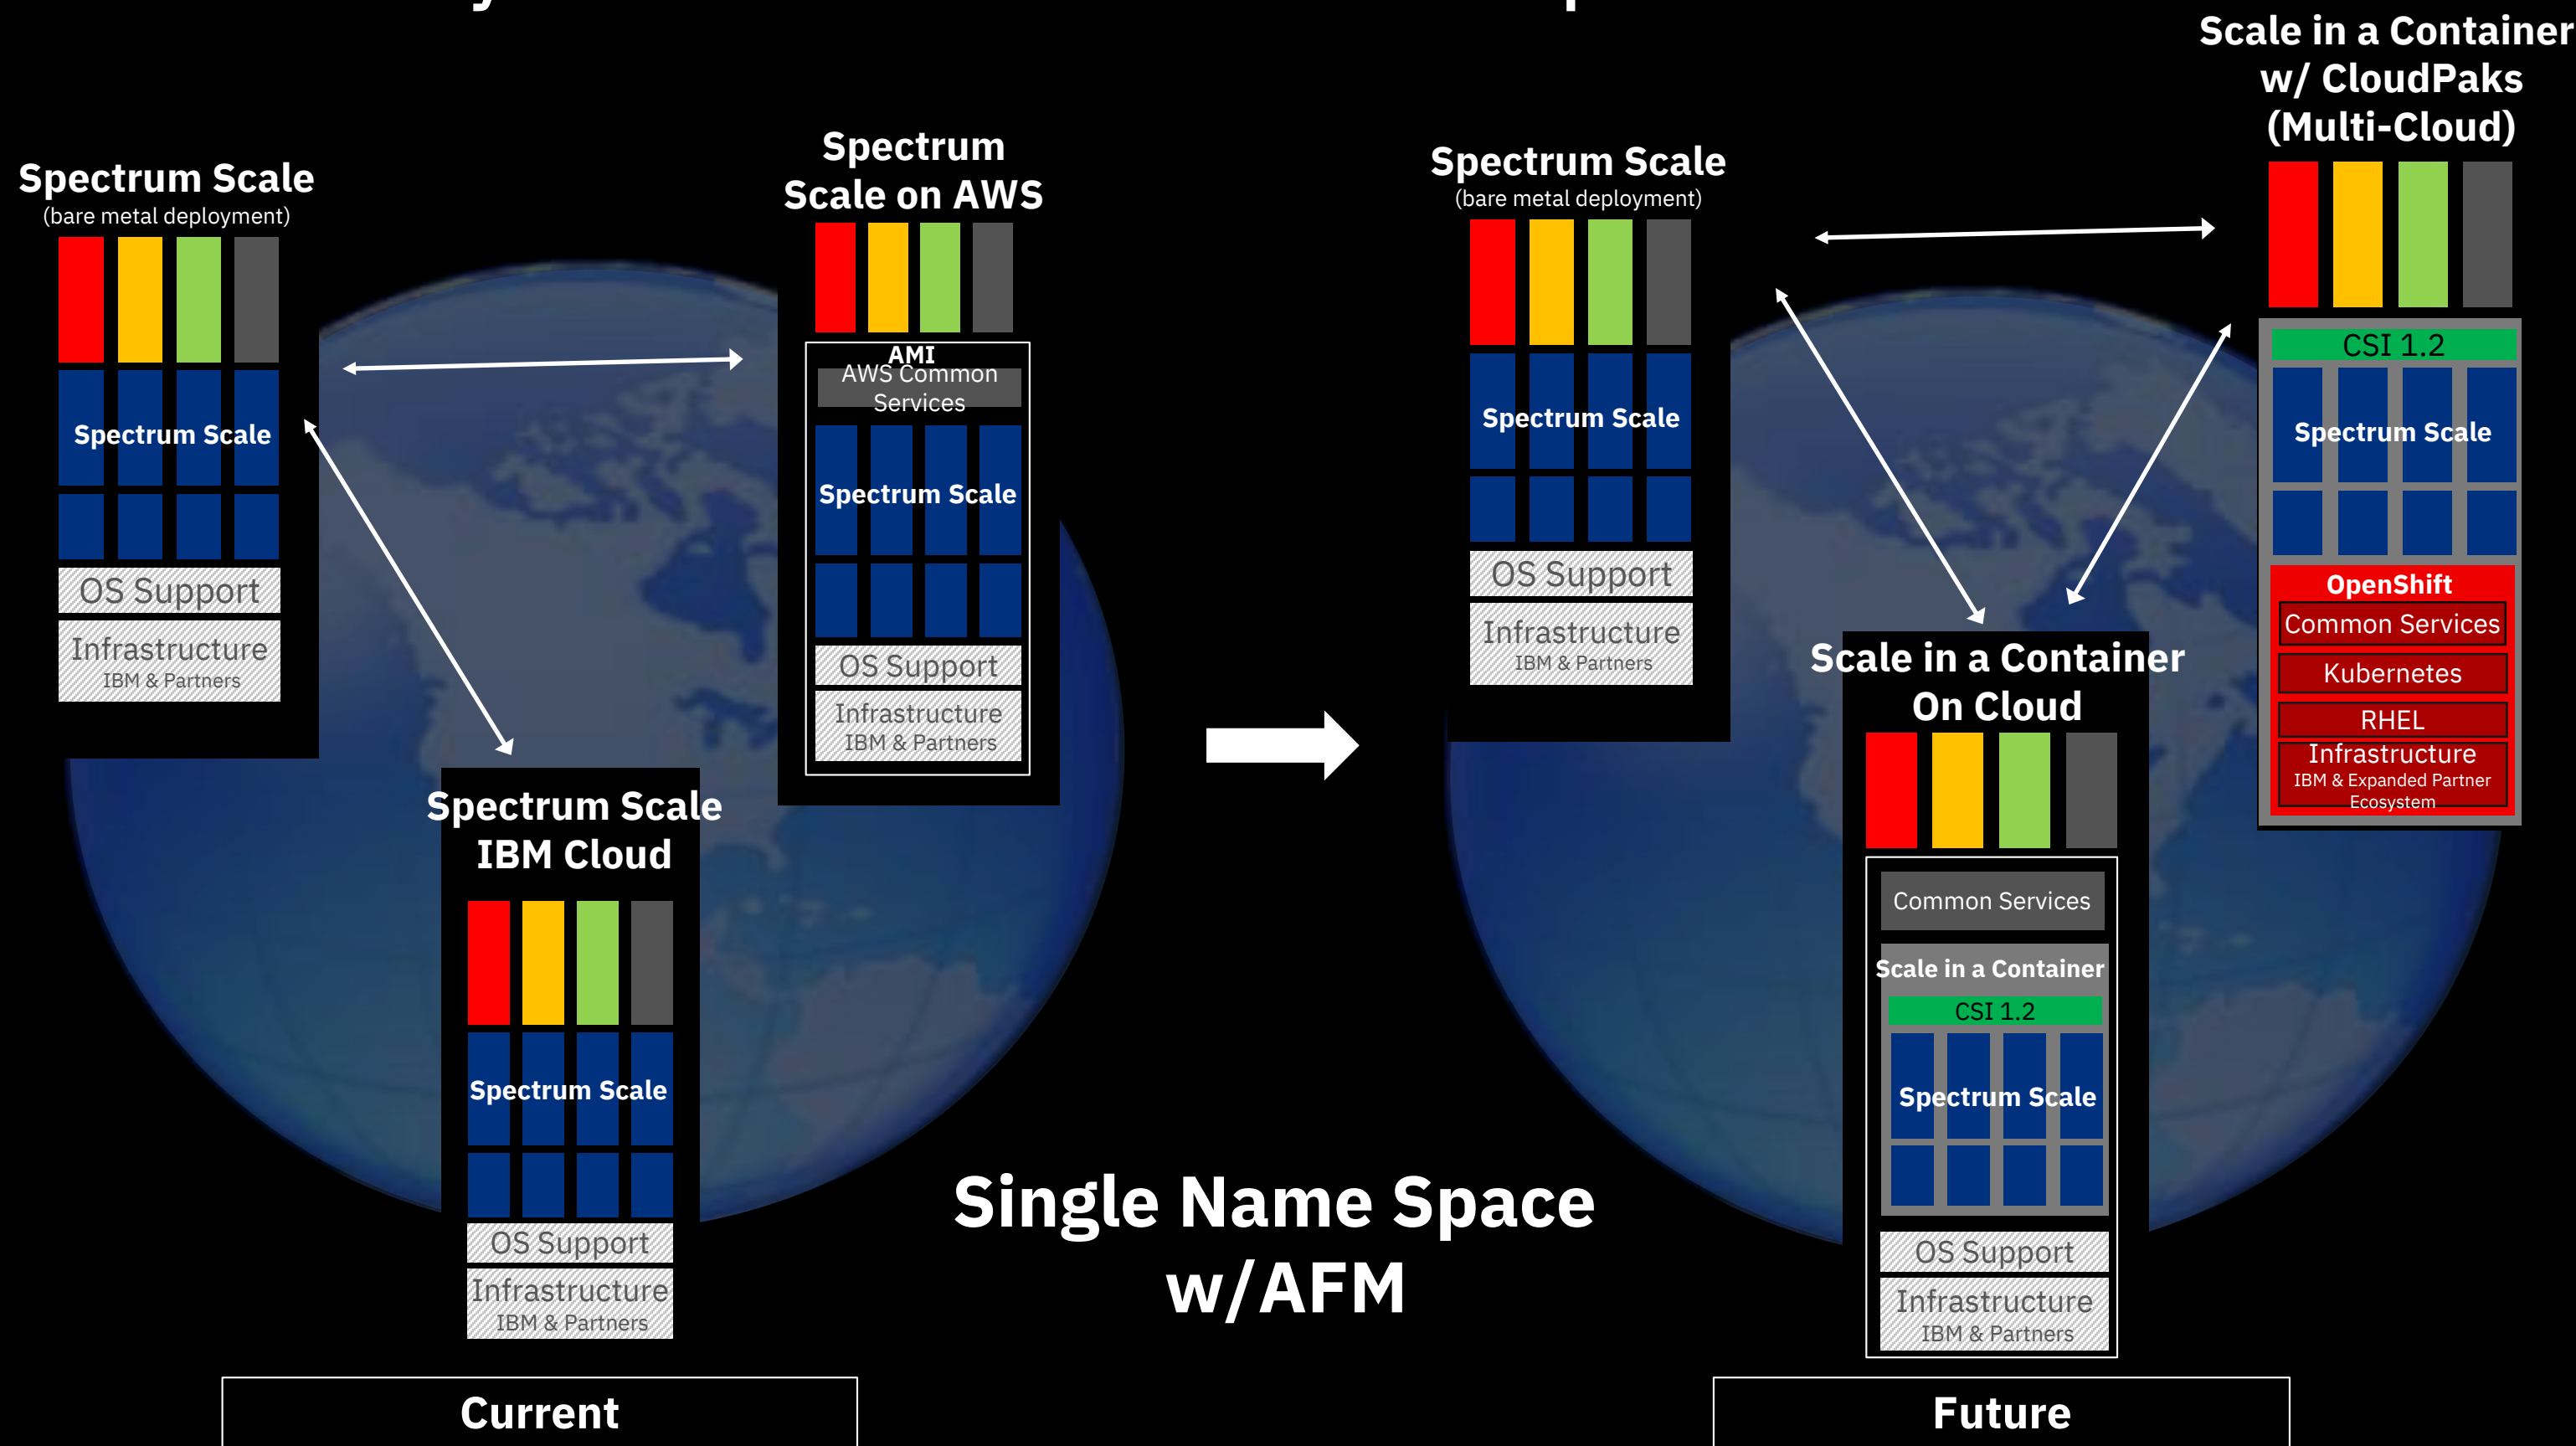 Spectrum Scale
(bare metal deployment)
Spectrum Scale
OS Support
Infrastructure
IBM & Partners
Spectrum
Scale on AWS
AMI
AWS Common
Services
Spectrum Scale
OS Support
Infrastructure
IBM & Partners
Spectrum Scale
IBM Cloud
Spectrum Scale
OS Support
Infrastructure
IBM & Partners
Current
Single Name Space
w/AFM
Spectrum Scale
(bare metal deployment)
Spectrum Scale
OS Support
Infrastructure
IBM & Partners
Scale in a Container
On Cloud
Common Services
Scale in a Container
CSI 1.2
Spectrum Scale
OS Support
Infrastructure
IBM & Partners
Scale in a Container
w/ CloudPaks
(Multi-Cloud)
CSI 1.2
Spectrum Scale
OpenShift
Common Services
Kubernetes
RHEL
Infrastructure
IBM & Expanded Partner
Ecosystem
Future